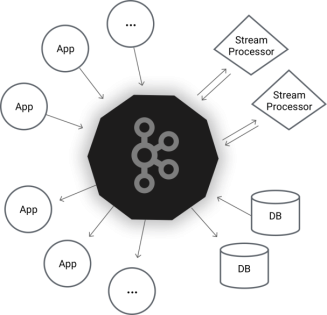 ...
App
App
Stream
Processor
Stream
Processor
App
App
...
DB
DB